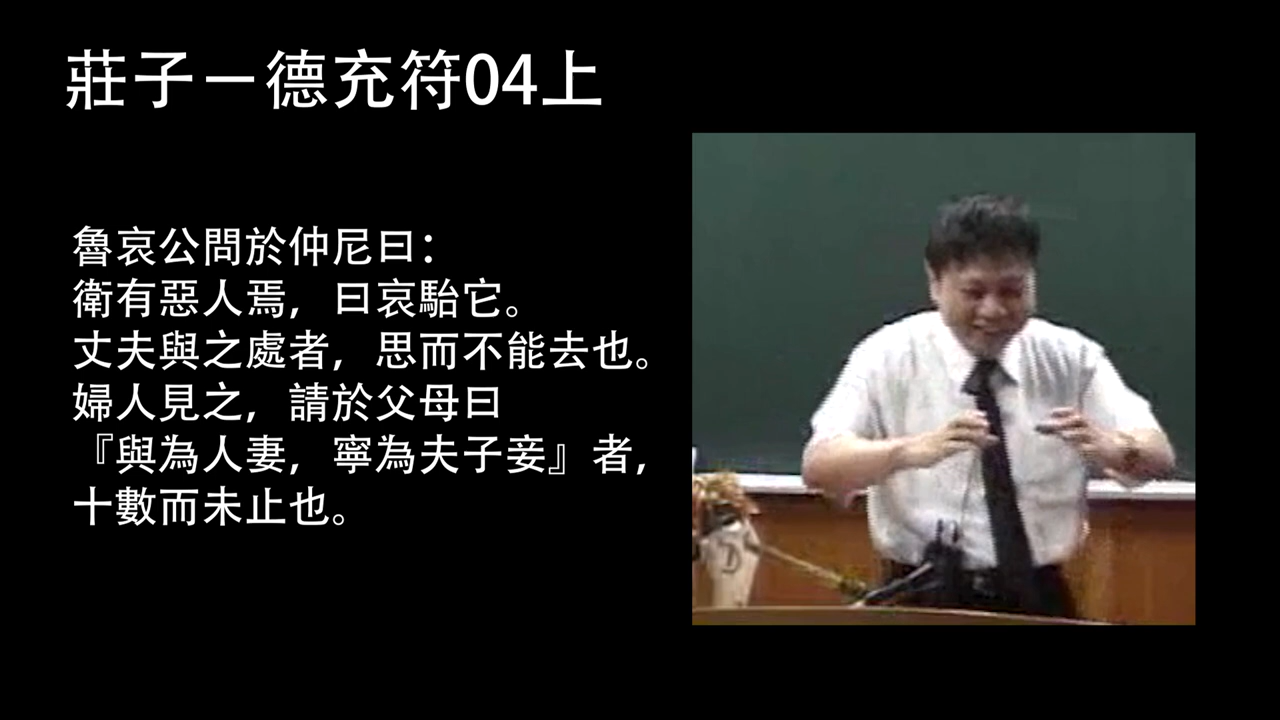 莊子－德充符04上
魯哀公問於仲尼曰：
衛有惡人焉，曰哀駘它。
丈夫與之處者，思而不能去也。
婦人見之，請於父母曰
『與為人妻，寧為夫子妾』者，
十數而未止也。